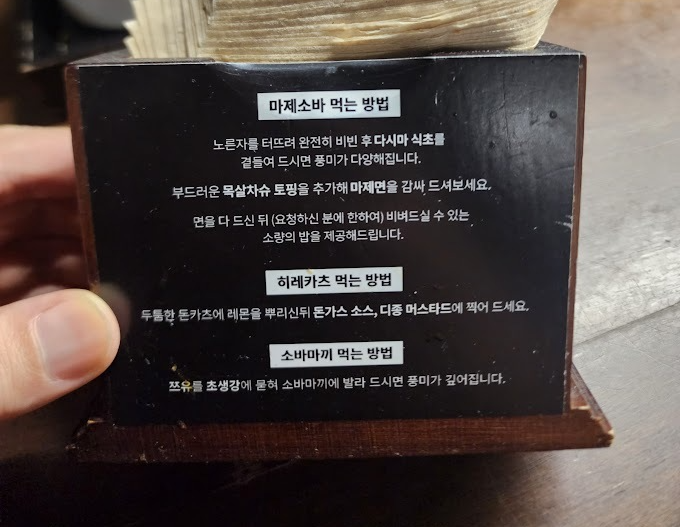 마제소바 먹는 방법
노른자를 터뜨려 완전히 비빈 후 다시마 식초를
곁들여 드시면 풍미가 다양해집니다.
부드러운 목살차슈 토핑을 추가해 마제면을 감싸 드셔보세요.
면을 다 드신 뒤 (요청하신 분에 한하여) 비벼드실 수 있는
소량의 밥을 제공해드립니다.
히레카츠 먹는 방법
두툼한 돈카츠에 레몬을 뿌리신뒤 돈가스 소스, 디종 머스타드에 찍어 드세요.
소바마끼 먹는 방법
쯔유를 초생강에 묻혀 소바마끼에 발라 드시면 풍미가 깊어집니다.